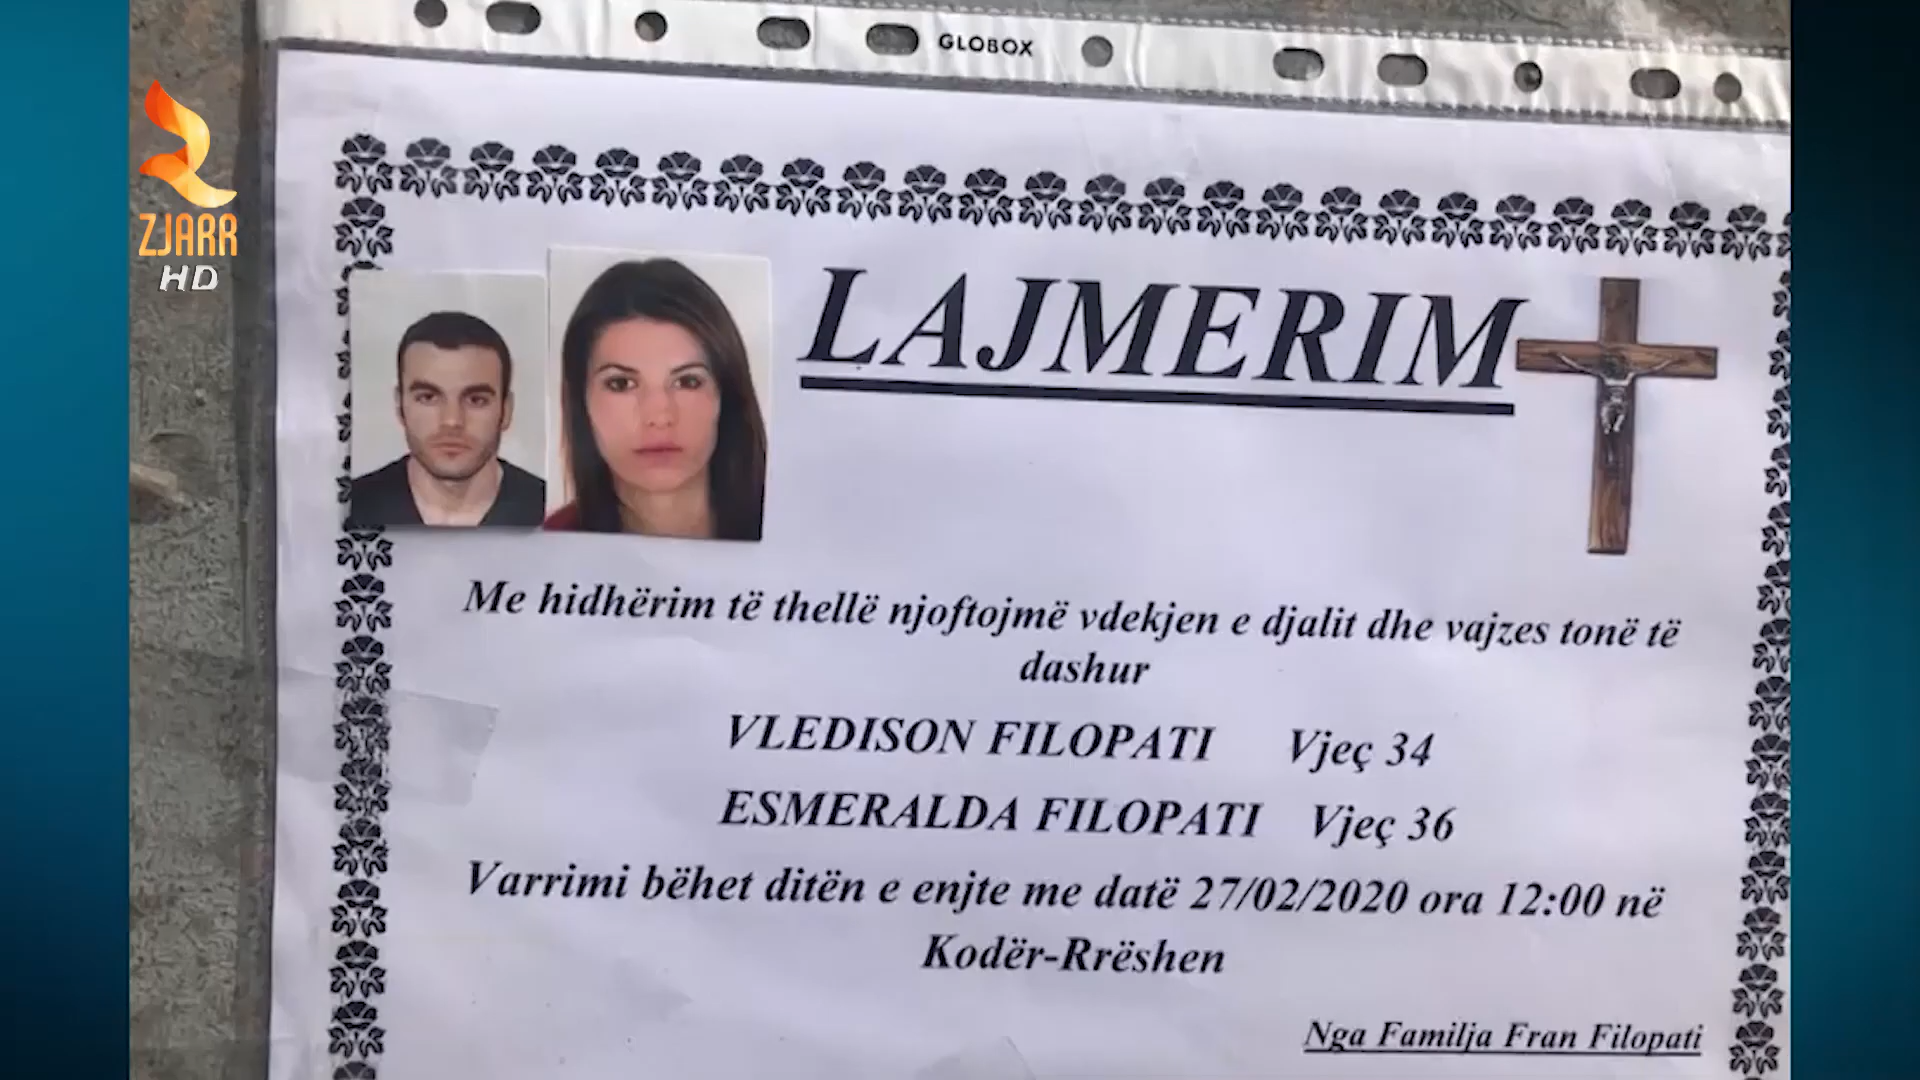 GLOBOX
ZJARR
HD
LAJMERIM
Me hidhërim të thellë njoftojmë vdekjen e djalit dhe vajzes tonë të
dashur
VLEDISON FILOPATI Vjeç 34
ESMERALDA FILOPATI Vjeç 36
Varrimi bëhet ditën e enjte me datë 27/02/2020 ora 12:00 në
Kodër-Rrëshen
Nga Familja Fran Filopati